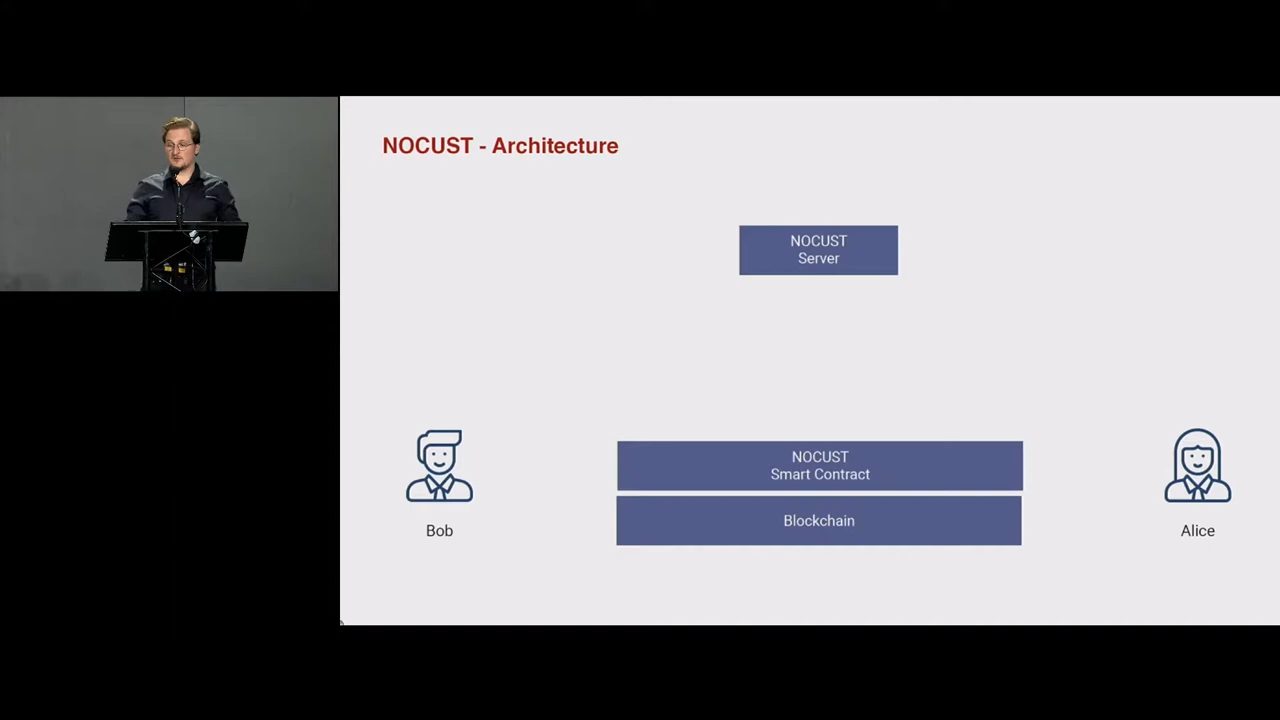 NOCUST - Architecture
NOCUST
Server
NOCUST
Smart Contract
Blockchain
Bob
Alice